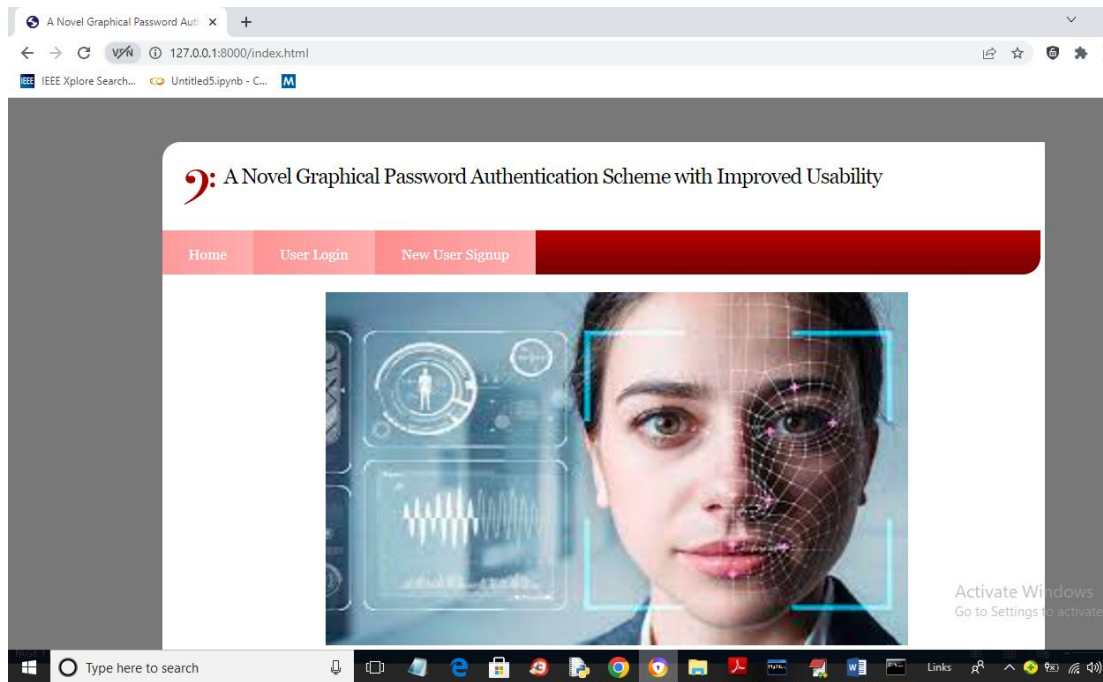 A Novel Graphical Password Auth
127.0.0.1:8000/index.html
IEEE IEEE Xplore Search... Untitled5.ipynb - C... M
A Novel Graphical Password Authentication Scheme with Improved Usability
Home User Login New User Signup
Activate Windows
Go to Settings to activate
Type here to search
Links